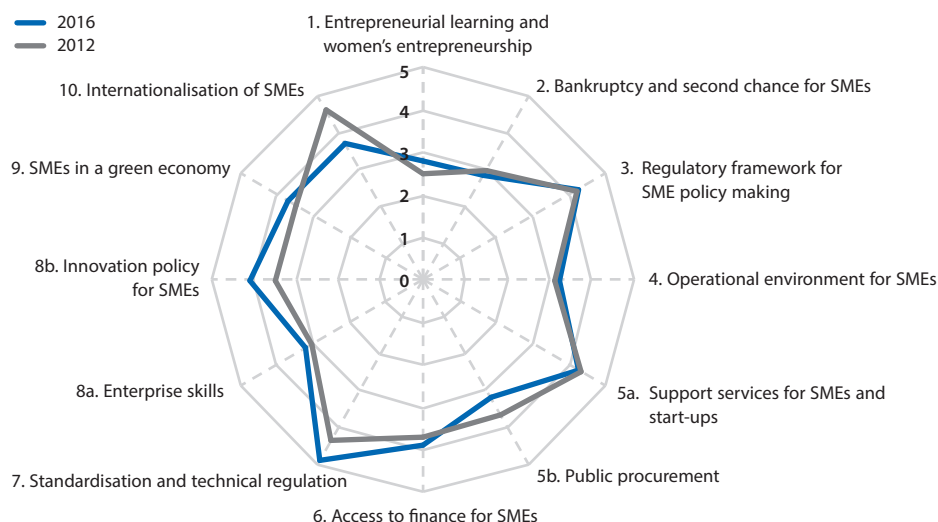 2016
2012
1. Entrepreneurial learning and
women's entrepreneurship
2. Bankruptcy and second chance for SMEs
3. Regulatory framework for
SME policy making
4. Operational environment for SMEs
5a. Support services for SMEs and
start-ups
5b. Public procurement
6. Access to finance for SMEs
7. Standardisation and technical regulation
8a. Enterprise skills
8b. Innovation policy
for SMEs
9. SMEs in a green economy
10. Internationalisation of SMEs
5
4
3
2
1
0